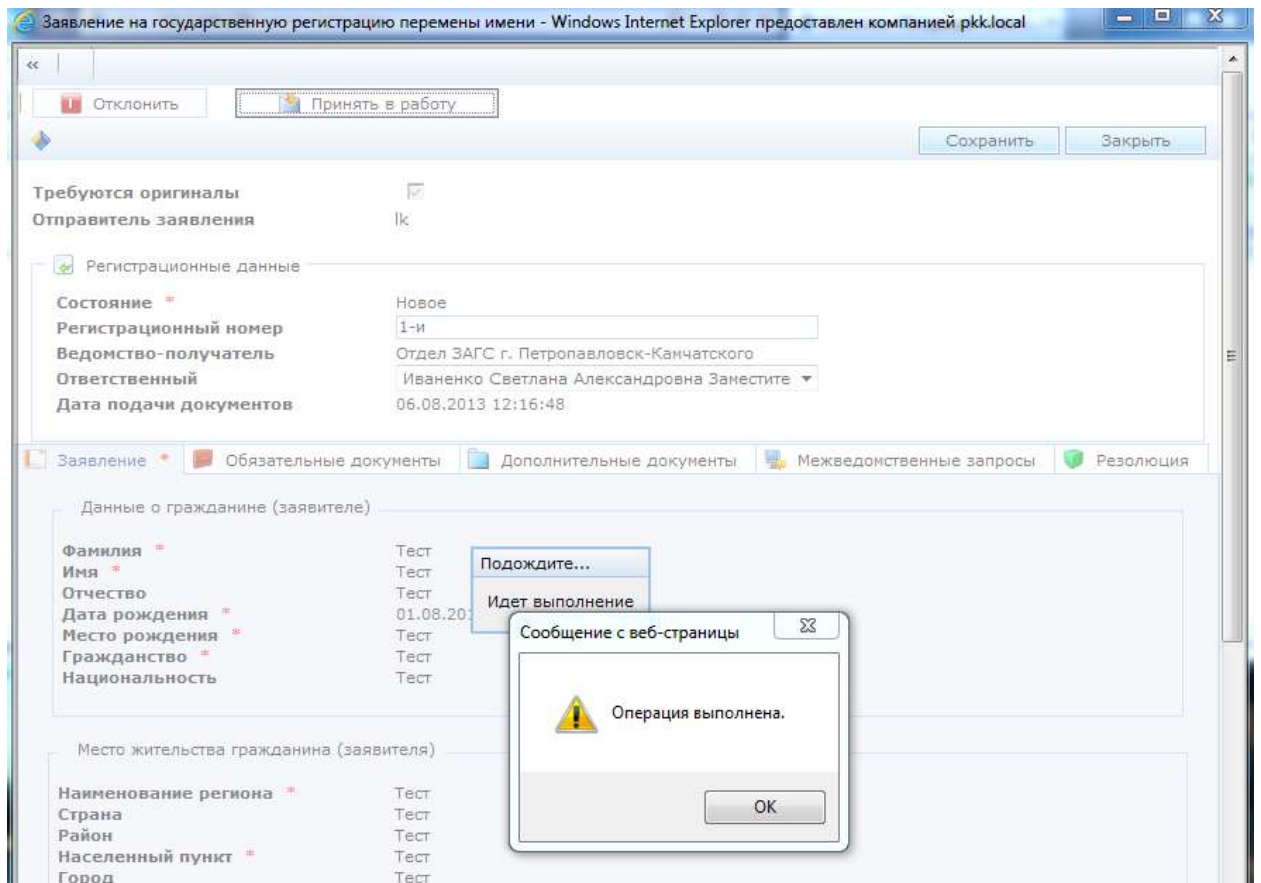 Заявление на государственную регистрацию перемены имени - Windows Internet Explorer предоставлен компанией pkk.local
«
Отклонить Принять в работу
Сохранить Закрыть
Требуются оригиналы
Отправитель заявления lk
Регистрационные данные
Состояние * Новое
Регистрационный номер 1-и
Ведомство-получатель Отдел ЗАГС г. Петропавловск-Камчатского
Ответственный Иваненко Светлана Александровна Заместите
Дата подачи документов 06.08.2013 12:16:48
Заявление * Обязательные документы Дополнительные документы Межведомственные запросы Резолюция
Данные о гражданине (заявителе)
Фамилия * Тест
Имя * Тест
Отчество Тест
Дата рождения * 01.08.20
Место рождения * Тест
Гражданство * Тест
Национальность Тест
Подождите...
Идет выполнение
Сообщение с веб-страницы
Операция выполнена.
OK
Место жительства гражданина (заявителя)
Наименование региона * Тест
Страна Тест
Район Тест
Населенный пункт * Тест
Город Тест